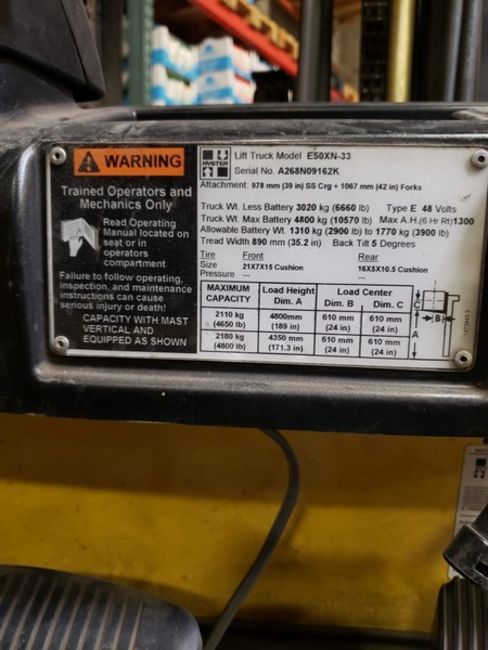 WARNING
Trained Operators and
Mechanics Only
Read Operating
Manual located on
seat or in
operators
compartment
Failure to follow operating,
inspection, and maintenance
instructions can cause
serious injury or death!
CAPACITY WITH MAST
VERTICAL AND
EQUIPPED AS SHOWN
HYSTER
Lift Truck Model E50XN-33
Serial No. A268N09162K
Attachment: 978 mm (39 in) SS Crg + 1067 mm (42 in) Forks
Truck Wt. Less Battery 3020 kg (6660 lb) Type E 48 Volts
Truck Wt. Max Battery 4800 kg (10570 lb) Max A.H.(6 Hr Rt)1300
Allowable Battery Wt. 1310 kg (2900 lb) to 1770 kg (3900 lb)
Tread Width 890 mm (35.2 in) Back Tilt 5 Degrees
Tire Front Rear
Size 21X7X15 Cushion 16X5X10.5 Cushion
Pressure --- ---
MAXIMUM CAPACITY Load Height Dim. A Load Center Dim. B Dim. C
2110 kg (4650 lb) 4800mm (189 in) 610 mm (24 in) 610 mm (24 in)
2180 kg (4800 lb) 4350 mm (171.3 in) 610 mm (24 in) 610 mm (24 in)
C
B
A